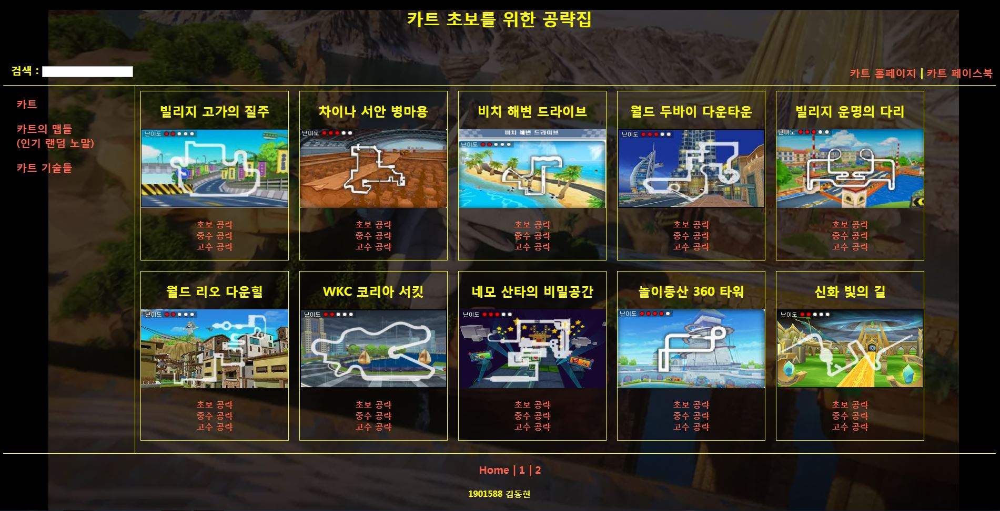 카트 초보를 위한 공략집
검색 :
카트 홈페이지 | 카트 페이스북
카트
카트의 맵들
(인기 랜덤 노말)
카트 기술들
빌리지 고가의 질주
난이도
초보 공략
중수 공략
고수 공략
차이나 서안 병마용
난이도
초보 공략
중수 공략
고수 공략
비치 해변 드라이브
비치 해변 드라이브
난이도
초보 공략
중수 공략
고수 공략
월드 두바이 다운타운
난이도
초보 공략
중수 공략
고수 공략
빌리지 운명의 다리
난이도
초보 공략
중수 공략
고수 공략
월드 리오 다운힐
난이도
초보 공략
중수 공략
고수 공략
WKC 코리아 서킷
난이도
초보 공략
중수 공략
고수 공략
네모 산타의 비밀공간
난이도
초보 공략
중수 공략
고수 공략
놀이동산 360 타워
난이도
초보 공략
중수 공략
고수 공략
신화 빛의 길
난이도
초보 공략
중수 공략
고수 공략
Home | 1 | 2
1901588 김동현